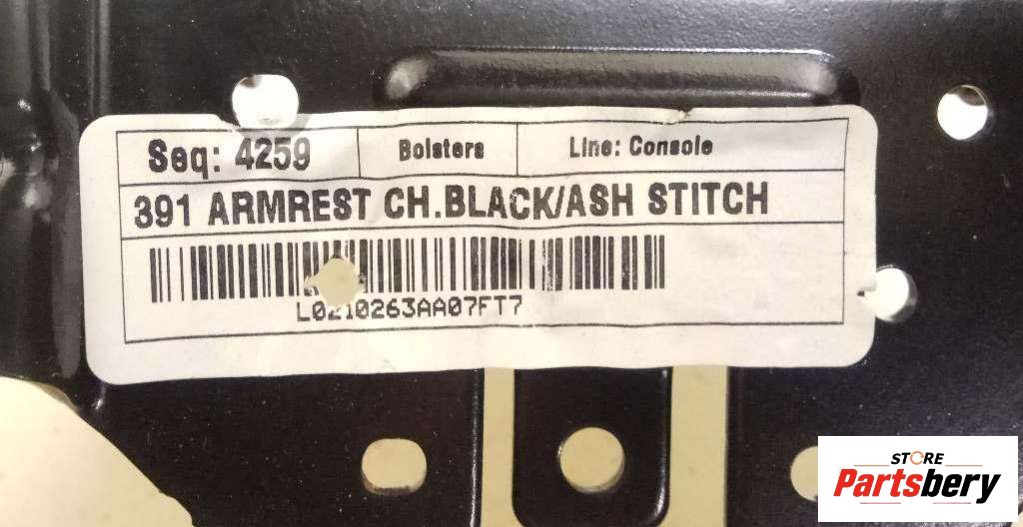 Seq: 4259 Bolsters Line: Console
391 ARMREST CH.BLACK/ASH STITCH
L0210263AA07FT7
STORE
Partsbery